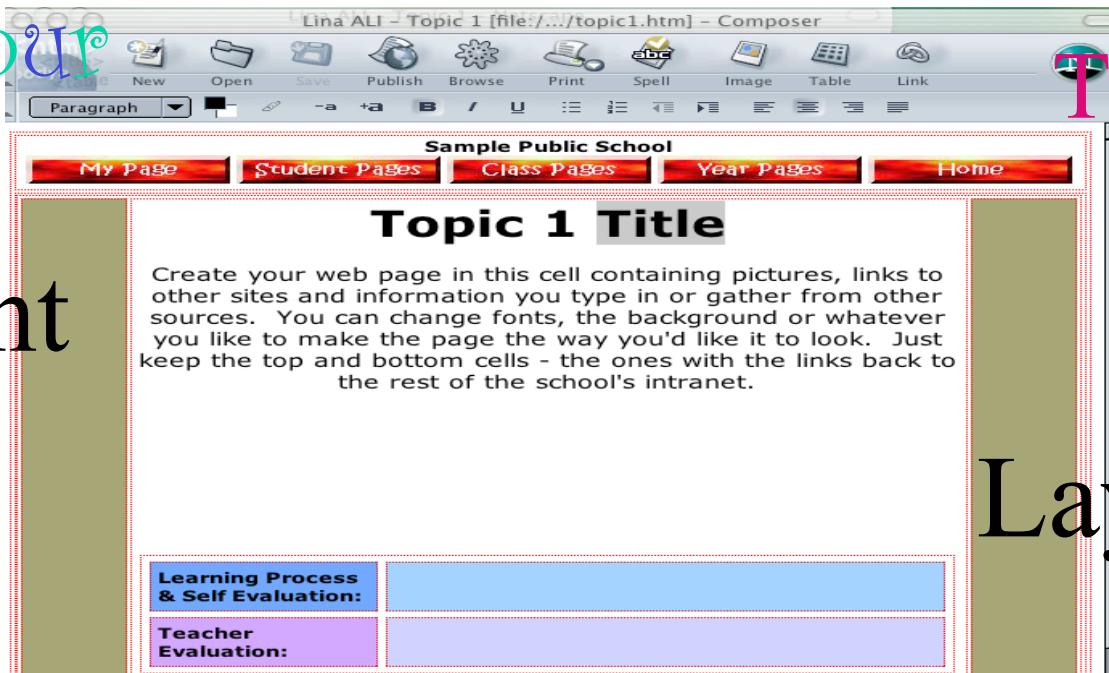 Lina ALI - Topic 1 [file:/.../topic1.htm] - Composer
our
New Open Save Publish Browse Print Spell Image Table Link
T
Paragraph -a +a B I U
Sample Public School
My Page Student Pages Class Pages Year Pages Home
Topic 1 Title
Create your web page in this cell containing pictures, links to
other sites and information you type in or gather from other
sources. You can change fonts, the background or whatever
you like to make the page the way you'd like it to look. Just
keep the top and bottom cells - the ones with the links back to
the rest of the school's intranet.
nt
Lay
Learning Process
& Self Evaluation:
Teacher
Evaluation: